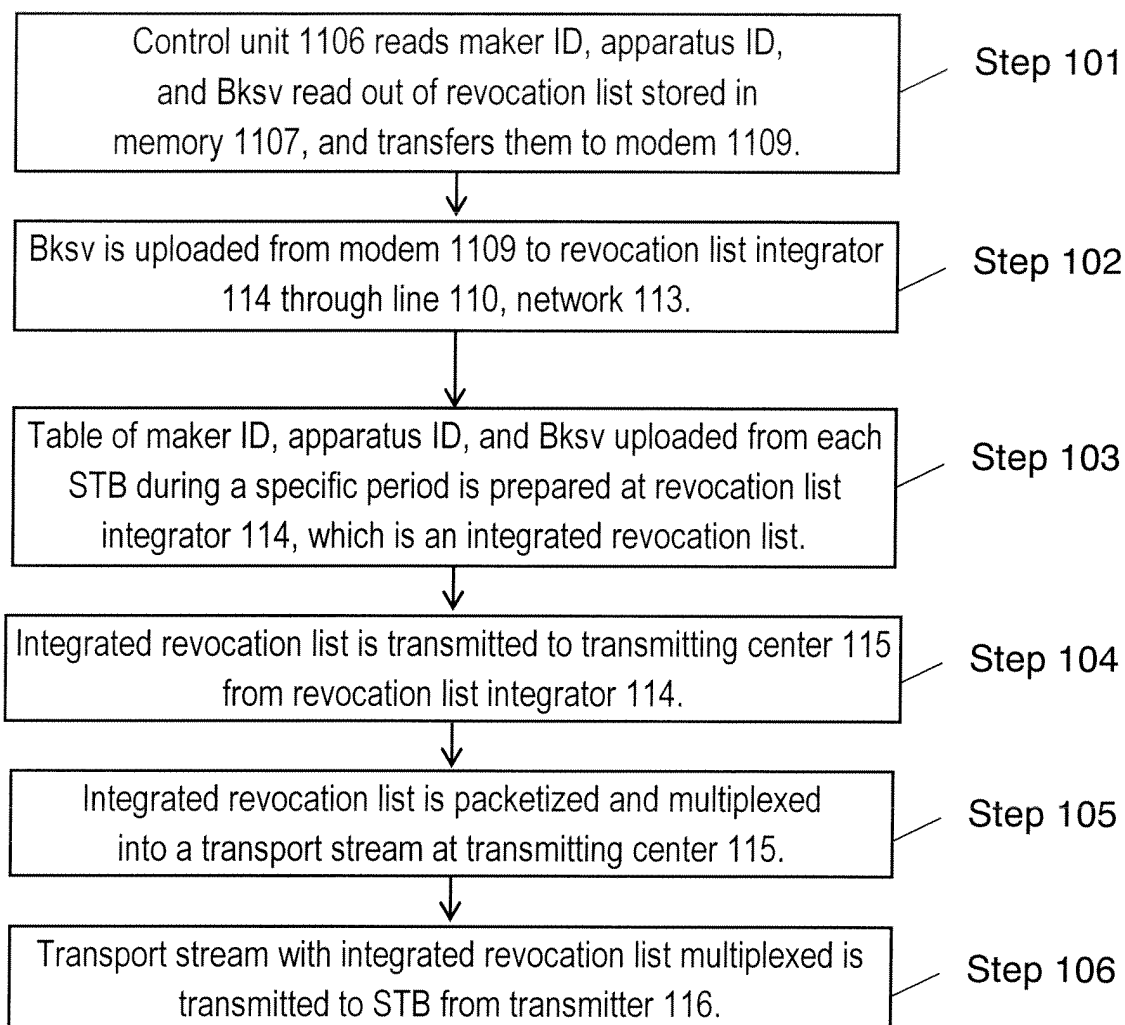 Control unit 1106 reads maker ID, apparatus ID,
and Bksv read out of revocation list stored in
memory 1107, and transfers them to modem 1109.
Step 101
Bksv is uploaded from modem 1109 to revocation list integrator
114 through line 110, network 113.
Step 102
Table of maker ID, apparatus ID, and Bksv uploaded from each
STB during a specific period is prepared at revocation list
integrator 114, which is an integrated revocation list.
Step 103
Integrated revocation list is transmitted to transmitting center 115
from revocation list integrator 114.
Step 104
Integrated revocation list is packetized and multiplexed
into a transport stream at transmitting center 115.
Step 105
Transport stream with integrated revocation list multiplexed is
transmitted to STB from transmitter 116.
Step 106